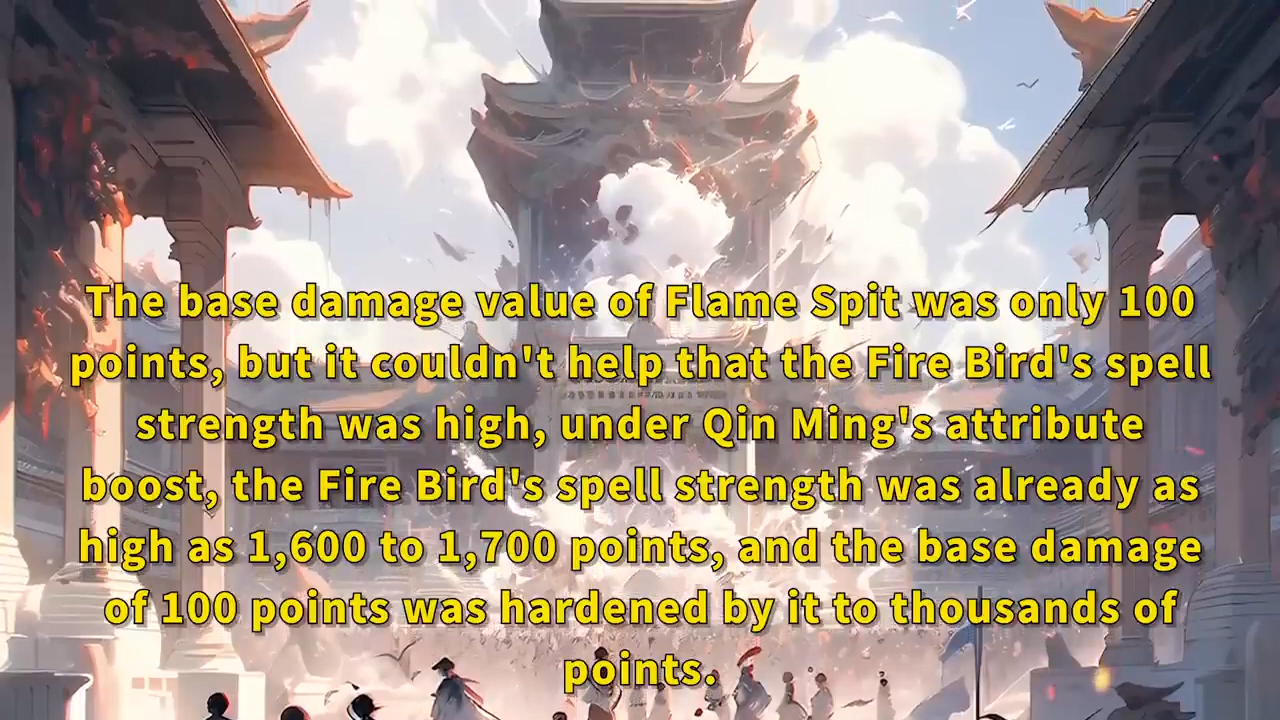 The base damage value of Flame Spit was only 100
points, but it couldn't help that the Fire Bird's spell
strength was high, under Qin Ming's attribute
boost, the Fire Bird's spell strength was already as
high as 1,600 to 1,700 points, and the base damage
of 100 points was hardened by it to thousands of
points.